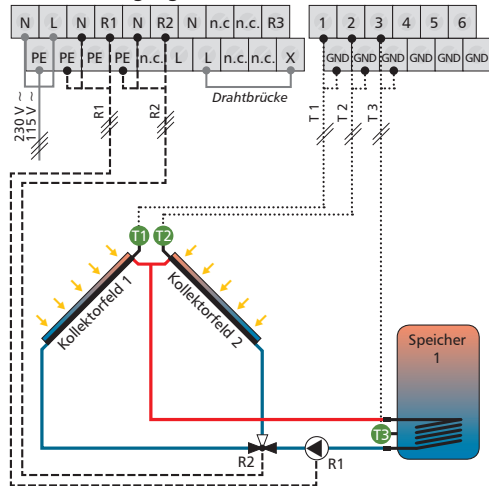 N L N R1 N R2 N n.c n.c. R3
1 2 3 4 5 6
PE PE PE PE n.c. L L n.c. n.c. X
GND GND GND GND GND GND
230 V ~
115 V ~
R1
R2
Drahtbrücke
T 1
T 2
T 3
T1
T2
Kollektorfeld 1
Kollektorfeld 2
Speicher
1
T3
R2
R1